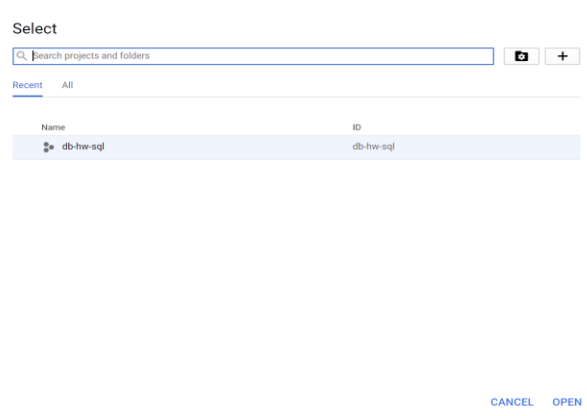 Select
Search projects and folders
Recent All
Name ID
db-hw-sql db-hw-sql
CANCEL OPEN